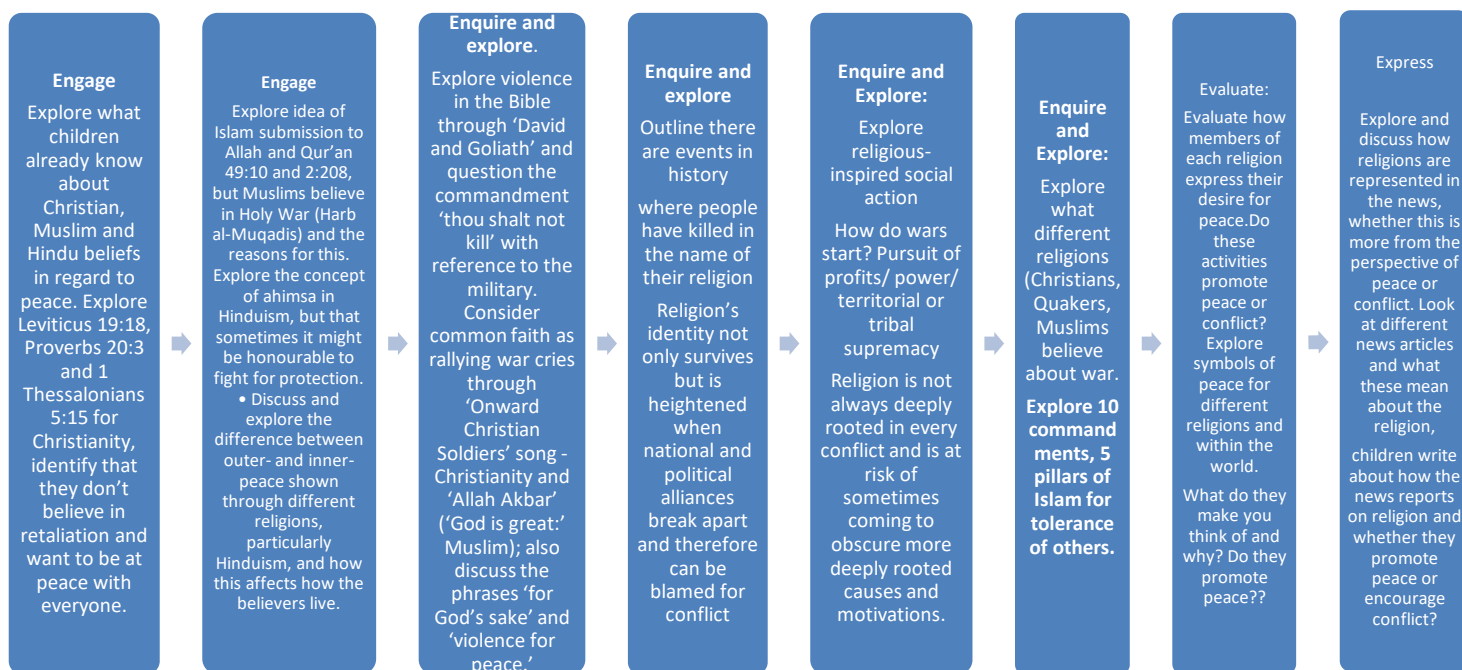 Engage
Explore what
children
already know
about
Christian,
Muslim and
Hindu beliefs
in regard to
peace. Explore
Leviticus 19:18,
Proverbs 20:3
and 1
Thessalonians
5:15 for
Christianity,
identify that
they don't
believe in
retaliation and
want to be at
peace with
everyone.
Engage
Explore idea of
Islam submission to
Allah and Qur'an
49:10 and 2:208,
but Muslims believe
in Holy War (Harb
al-Muqadis) and the
reasons for this.
Explore the concept
of ahimsa in
Hinduism, but that
sometimes it might
be honourable to
fight for protection.
• Discuss and
explore the
difference between
outer- and inner-
peace shown
through different
religions,
particularly
Hinduism, and how
this affects how the
believers live.
Enquire and
explore.
Explore violence
in the Bible
through 'David
and Goliath' and
question the
commandment
'thou shalt not
kill' with
reference to the
military.
Consider
common faith as
rallying war cries
through
'Onward
Christian
Soldiers' song -
Christianity and
'Allah Akbar'
('God is great:'
Muslim); also
discuss the
phrases 'for
God's sake' and
'violence for
peace.'
Enquire and
explore
Outline there
are events in
history
where people
have killed in
the name of
their religion
Religion's
identity not
only survives
but is
heightened
when
national and
political
alliances
break apart
and therefore
can be
blamed for
conflict
Enquire and
Explore:
Explore
religious-
inspired social
action
How do wars
start? Pursuit of
profits/ power/
territorial or
tribal
supremacy
Religion is not
always deeply
rooted in every
conflict and is at
risk of
sometimes
coming to
obscure more
deeply rooted
causes and
motivations.
Enquire
and
Explore:
Explore
what
different
religions
(Christians,
Quakers,
Muslims
believe
about war.
Explore 10
command
ments, 5
pillars of
Islam for
tolerance
of others.
Evaluate:
Evaluate how
members of
each religion
express their
desire for
peace.Do
these
activities
promote
peace or
conflict?
Explore
symbols of
peace for
different
religions and
within the
world.
What do they
make you
think of and
why? Do they
promote
peace??
Express
Explore and
discuss how
religions are
represented in
the news,
whether this is
more from the
perspective of
peace or
conflict. Look
at different
news articles
and what
these mean
about the
religion,
children write
about how the
news reports
on religion and
whether they
promote
peace or
encourage
conflict?